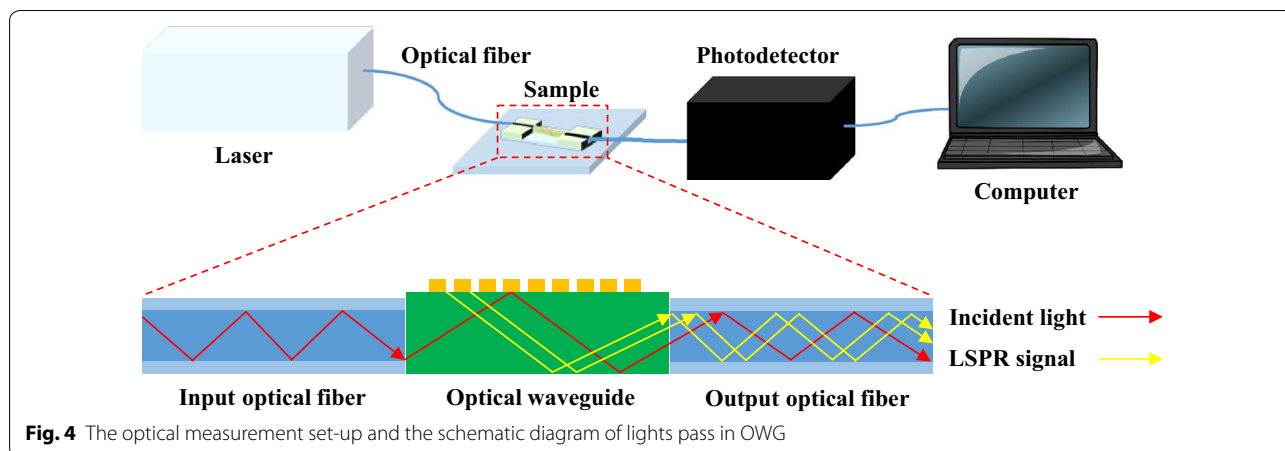 Optical fiber
Photodetector
Sample
Laser
Computer
Incident light
LSPR signal
Input optical fiber
Optical waveguide
Output optical fiber
Fig. 4 The optical measurement set-up and the schematic diagram of lights pass in OWG